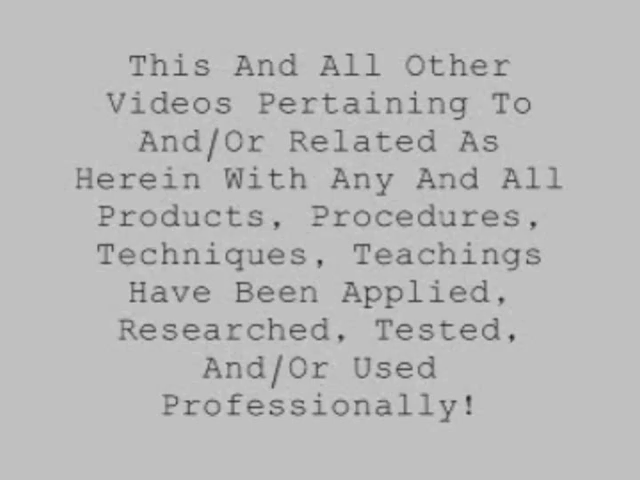 This And All Other
Videos Pertaining To
And/Or Related As
Herein With Any And All
Products, Procedures,
Techniques, Teachings
Have Been Applied,
Researched, Tested,
And/Or Used
Professionally!